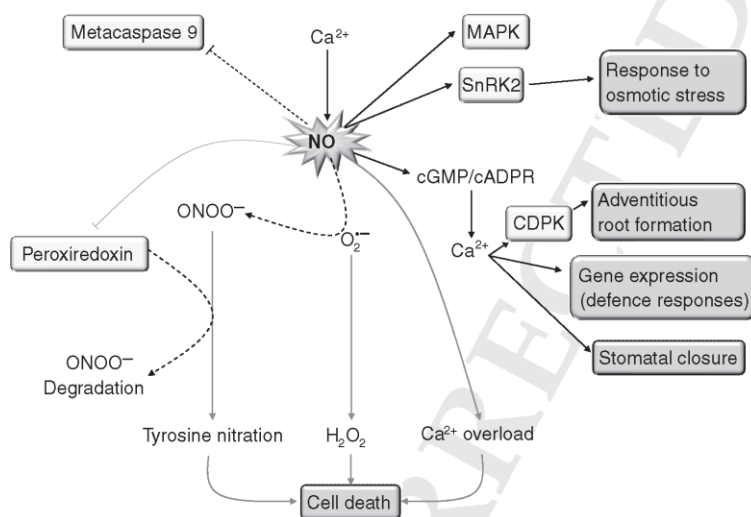 Metacaspase 9
Ca²⁺
MAPK
SnRK2
Response to
osmotic stress
NO
cGMP/cADPR
ONOO⁻
O₂•⁻
Peroxiredoxin
CDPK
Adventitious
root formation
Ca²⁺
Gene expression
(defence responses)
Stomatal closure
ONOO⁻
Degradation
Tyrosine nitration
H₂O₂
Ca²⁺ overload
Cell death
RRECTED